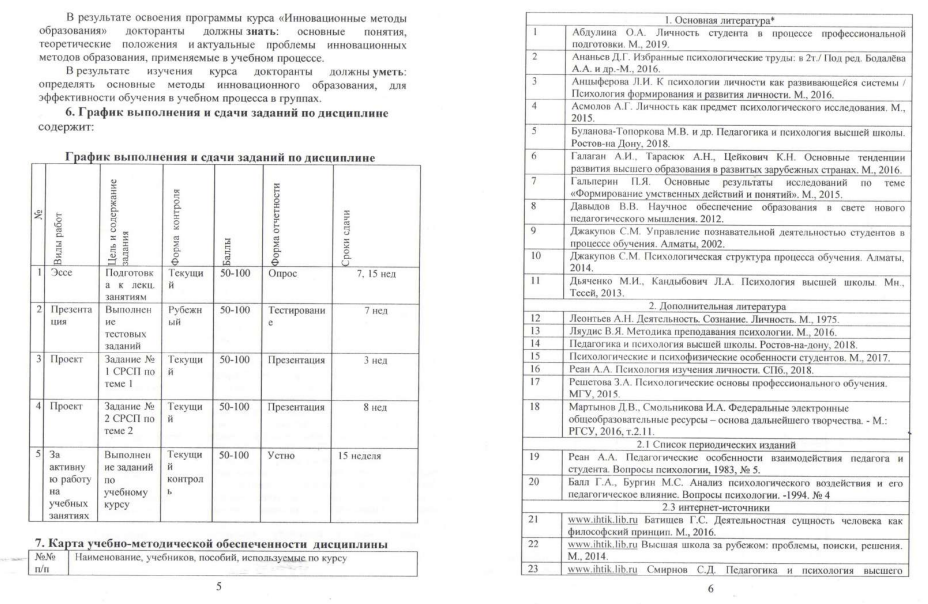 В результате освоения программы курса «Инновационные методы
образования» докторанты должны знать: основные понятия,
теоретические положения и актуальные проблемы инновационных
методов образования, применяемые в учебном процессе.
В результате изучения курса докторанты должны уметь:
определять основные методы инновационного образования, для
эффективности обучения в учебном процесса в группах.
6. График выполнения и сдачи заданий по дисциплине
содержит:
График выполнения и сдачи заданий по дисциплине
№ Виды работ Цель и содержание задания Форма контроля Баллы Форма отчетности Сроки сдачи
1 Эссе Подготовк Текущи 50-100 Опрос 7, 15 нед
а к лекц. й
занятиям
2 Презента Выполнен Рубежн 50-100 Тестировани 7 нед
ция ие ый е
тестовых
заданий
3 Проект Задание № Текущи 50-100 Презентация 3 нед
1 СРСП по й
теме 1
4 Проект Задание № Текущи 50-100 Презентация 8 нед
2 СРСП по й
теме 2
5 За Выполнен Текущи 50-100 Устно 15 неделя
активну ие заданий й
ю работу по контрол
на учебному ь
учебных курсу
занятиях
7. Карта учебно-методической обеспеченности дисциплины
№№ Наименование, учебников, пособий, используемые по курсу
п/п
5
1. Основная литература*
1 Абдулина О.А. Личность студента в процессе профессиональной
подготовки. М., 2019.
2 Ананьев Д.Г. Избранные психологические труды: в 2т./ Под ред. Бодалёва
А.А. и др.-М., 2016.
3 Анцыферова Л.И. К психологии личности как развивающейся системы /
Психология формирования и развития личности. М., 2016.
4 Асмолов А.Г. Личность как предмет психологического исследования. М.,
2015.
5 Буланова-Топоркова М.В. и др. Педагогика и психология высшей школы.
Ростов-на Дону, 2018.
6 Галаган А.И., Тарасюк А.Н., Цейкович К.Н. Основные тенденции
развития высшего образования в развитых зарубежных странах. М., 2016.
7 Гальперин П.Я. Основные результаты исследований по теме
«Формирование умственных действий и понятий». М., 2015.
8 Давыдов В.В. Научное обеспечение образования в свете нового
педагогического мышления. 2012.
9 Джакупов С.М. Управление познавательной деятельностью студентов в
процессе обучения. Алматы, 2002.
10 Джакупов С.М. Психологическая структура процесса обучения. Алматы,
2014.
11 Дьяченко М.И., Кандыбович Л.А. Психология высшей школы. Мн.,
Тесей, 2013.
2. Дополнительная литература
12 Леонтьев А.Н. Деятельность. Сознание. Личность. М., 1975.
13 Ляудис В.Я. Методика преподавания психологии. М., 2016.
14 Педагогика и психология высшей школы. Ростов-на-дону, 2018.
15 Психологические и психофизические особенности студентов. М., 2017.
16 Реан А.А. Психология изучения личности. СПб., 2018.
17 Решетова З.А. Психологические основы профессионального обучения.
МГУ, 2015.
18 Мартынов Д.В., Смольникова И.А. Федеральные электронные
общеобразовательные ресурсы – основа дальнейшего творчества. - М.:
РГСУ, 2016, т.2.11.
2.1 Список периодических изданий
19 Реан А.А. Педагогические особенности взаимодействия педагога и
студента. Вопросы психологии, 1983, № 5.
20 Балл Г.А., Бургин М.С. Анализ психологического воздействия и его
педагогическое влияние. Вопросы психологии. -1994. № 4
2.3 интернет-источники
21 www.ihtik.lib.ru Батищев Г.С. Деятельностная сущность человека как
философский принцип. М., 2016.
22 www.ihtik.lib.ru Высшая школа за рубежом: проблемы, поиски, решения.
М., 2014.
23 www.ihtik.lib.ru Смирнов С.Д. Педагогика и психология высшего
6